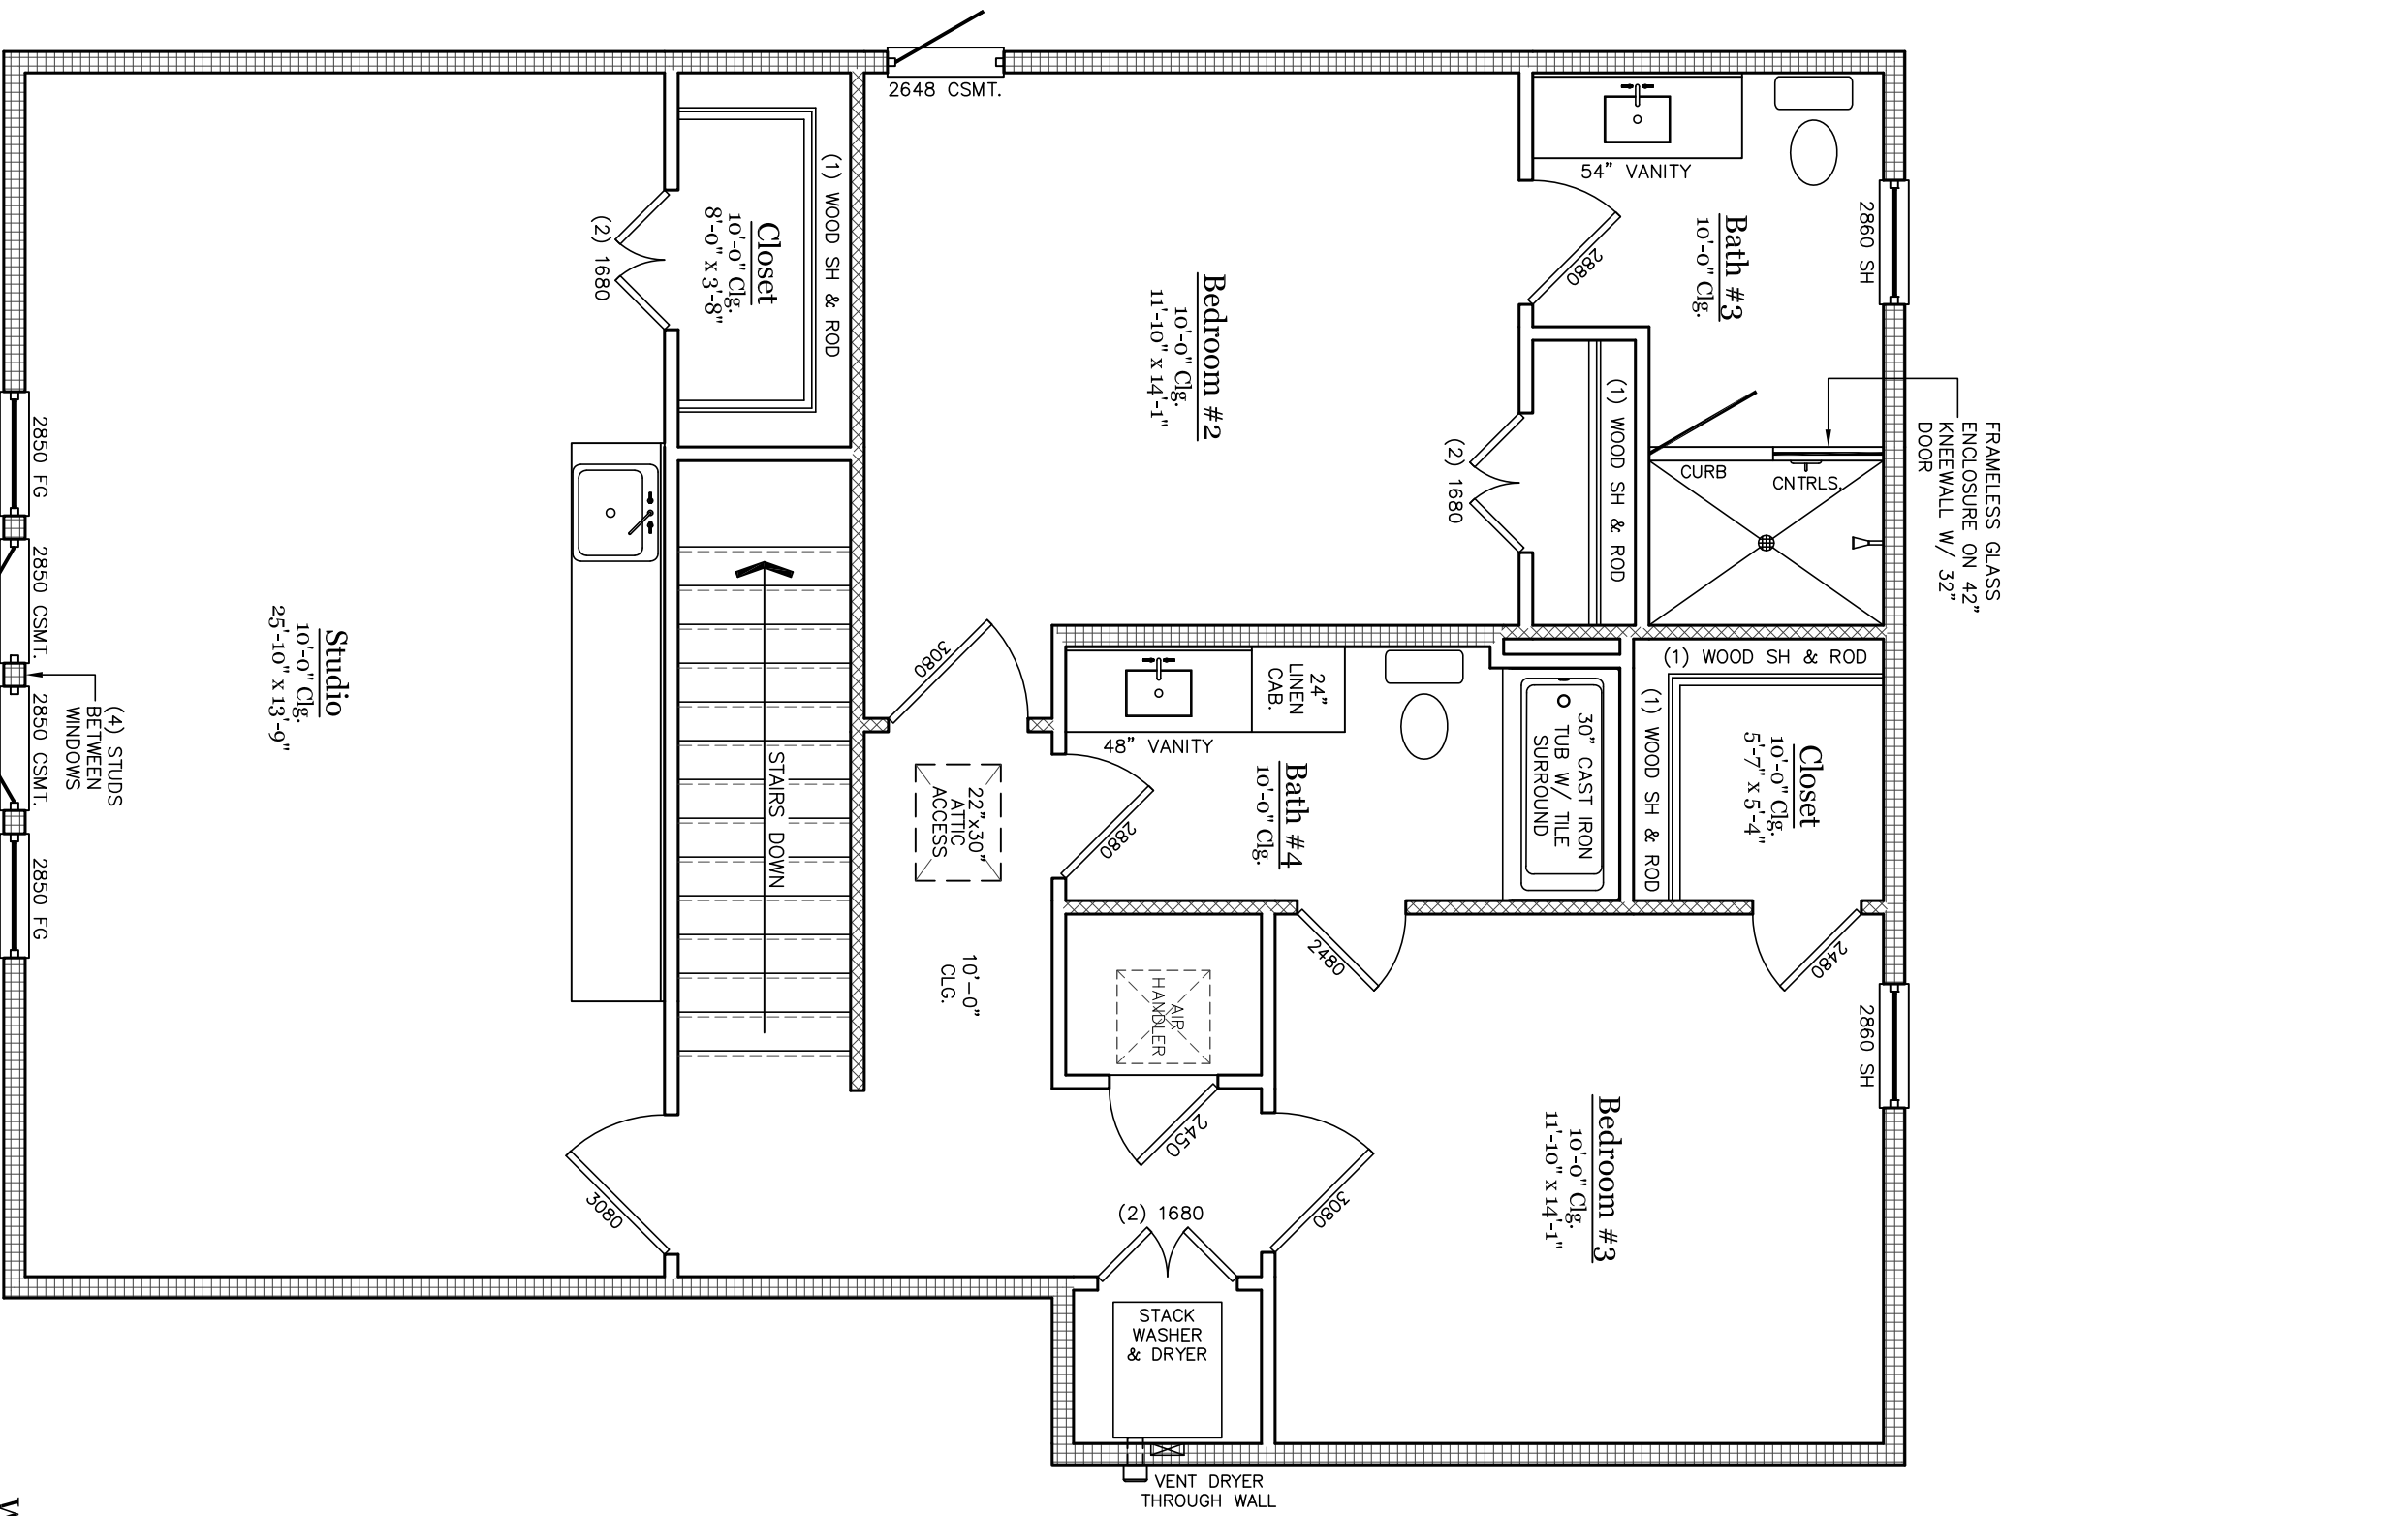 2648 CSMT.
54” VANITY
Bath #3
10'-0" Clg.
2860 SH
2880
FRAMELESS GLASS
ENCLOSURE ON 42”
KNEEWALL W/ 32”
DOOR
CURB
CNTRLS.
(1) WOOD SH & ROD
(2) 1680
Bedroom #2
10'-0" Clg.
11'-10" x 14'-1"
(1) WOOD SH & ROD
Closet
10'-0" Clg.
8'-0" x 3'-8"
(2) 1680
2850 FG
2850 CSMT.
2850 CSMT.
2850 FG
(4) STUDS
BETWEEN
WINDOWS
Studio
10'-0" Clg.
25'-10" x 13'-9"
STAIRS DOWN
3080
22”x30”
ATTIC
ACCESS
10’–0”
CLG.
48” VANITY
24”
LINEN
CAB.
Bath #4
10'-0" Clg.
2880
30” CAST IRON
TUB W/ TILE
SURROUND
(1) WOOD SH & ROD
(1) WOOD SH & ROD
Closet
10'-0" Clg.
5'-7" x 5'-4"
2480
2480
2860 SH
AIR
HANDLER
2450
Bedroom #3
10'-0" Clg.
11'-10" x 14'-1"
3080
3080
(2) 1680
STACK
WASHER
& DRYER
VENT DRYER
THROUGH WALL